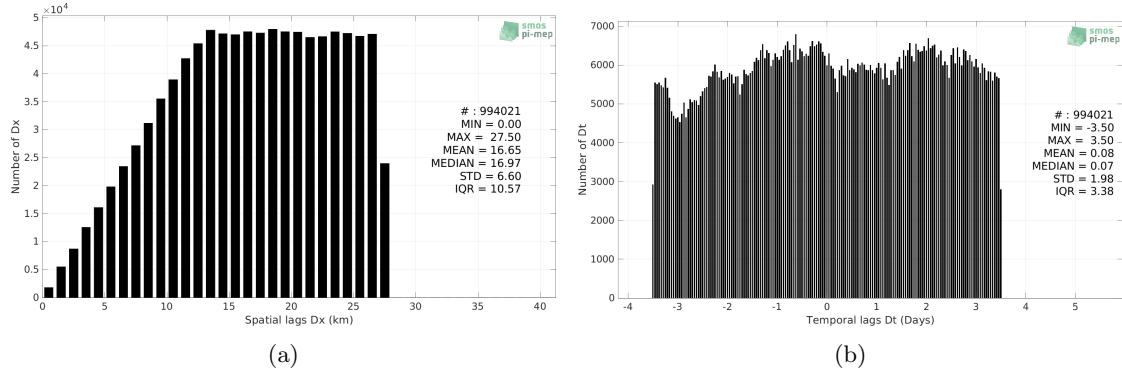 ×10⁴
5
4.5
4
3.5
3
2.5
2
1.5
1
0.5
0
Number of Dx
0 5 10 15 20 25 30 35 40
Spatial lags Dx (km)
smos
pi-mep
# : 994021
MIN = 0.00
MAX = 27.50
MEAN = 16.65
MEDIAN = 16.97
STD = 6.60
IQR = 10.57
(a)
7000
6000
5000
4000
3000
2000
1000
0
Number of Dt
-4 -3 -2 -1 0 1 2 3 4 5
Temporal lags Dt (Days)
smos
pi-mep
# : 994021
MIN = -3.50
MAX = 3.50
MEAN = 0.08
MEDIAN = 0.07
STD = 1.98
IQR = 3.38
(b)